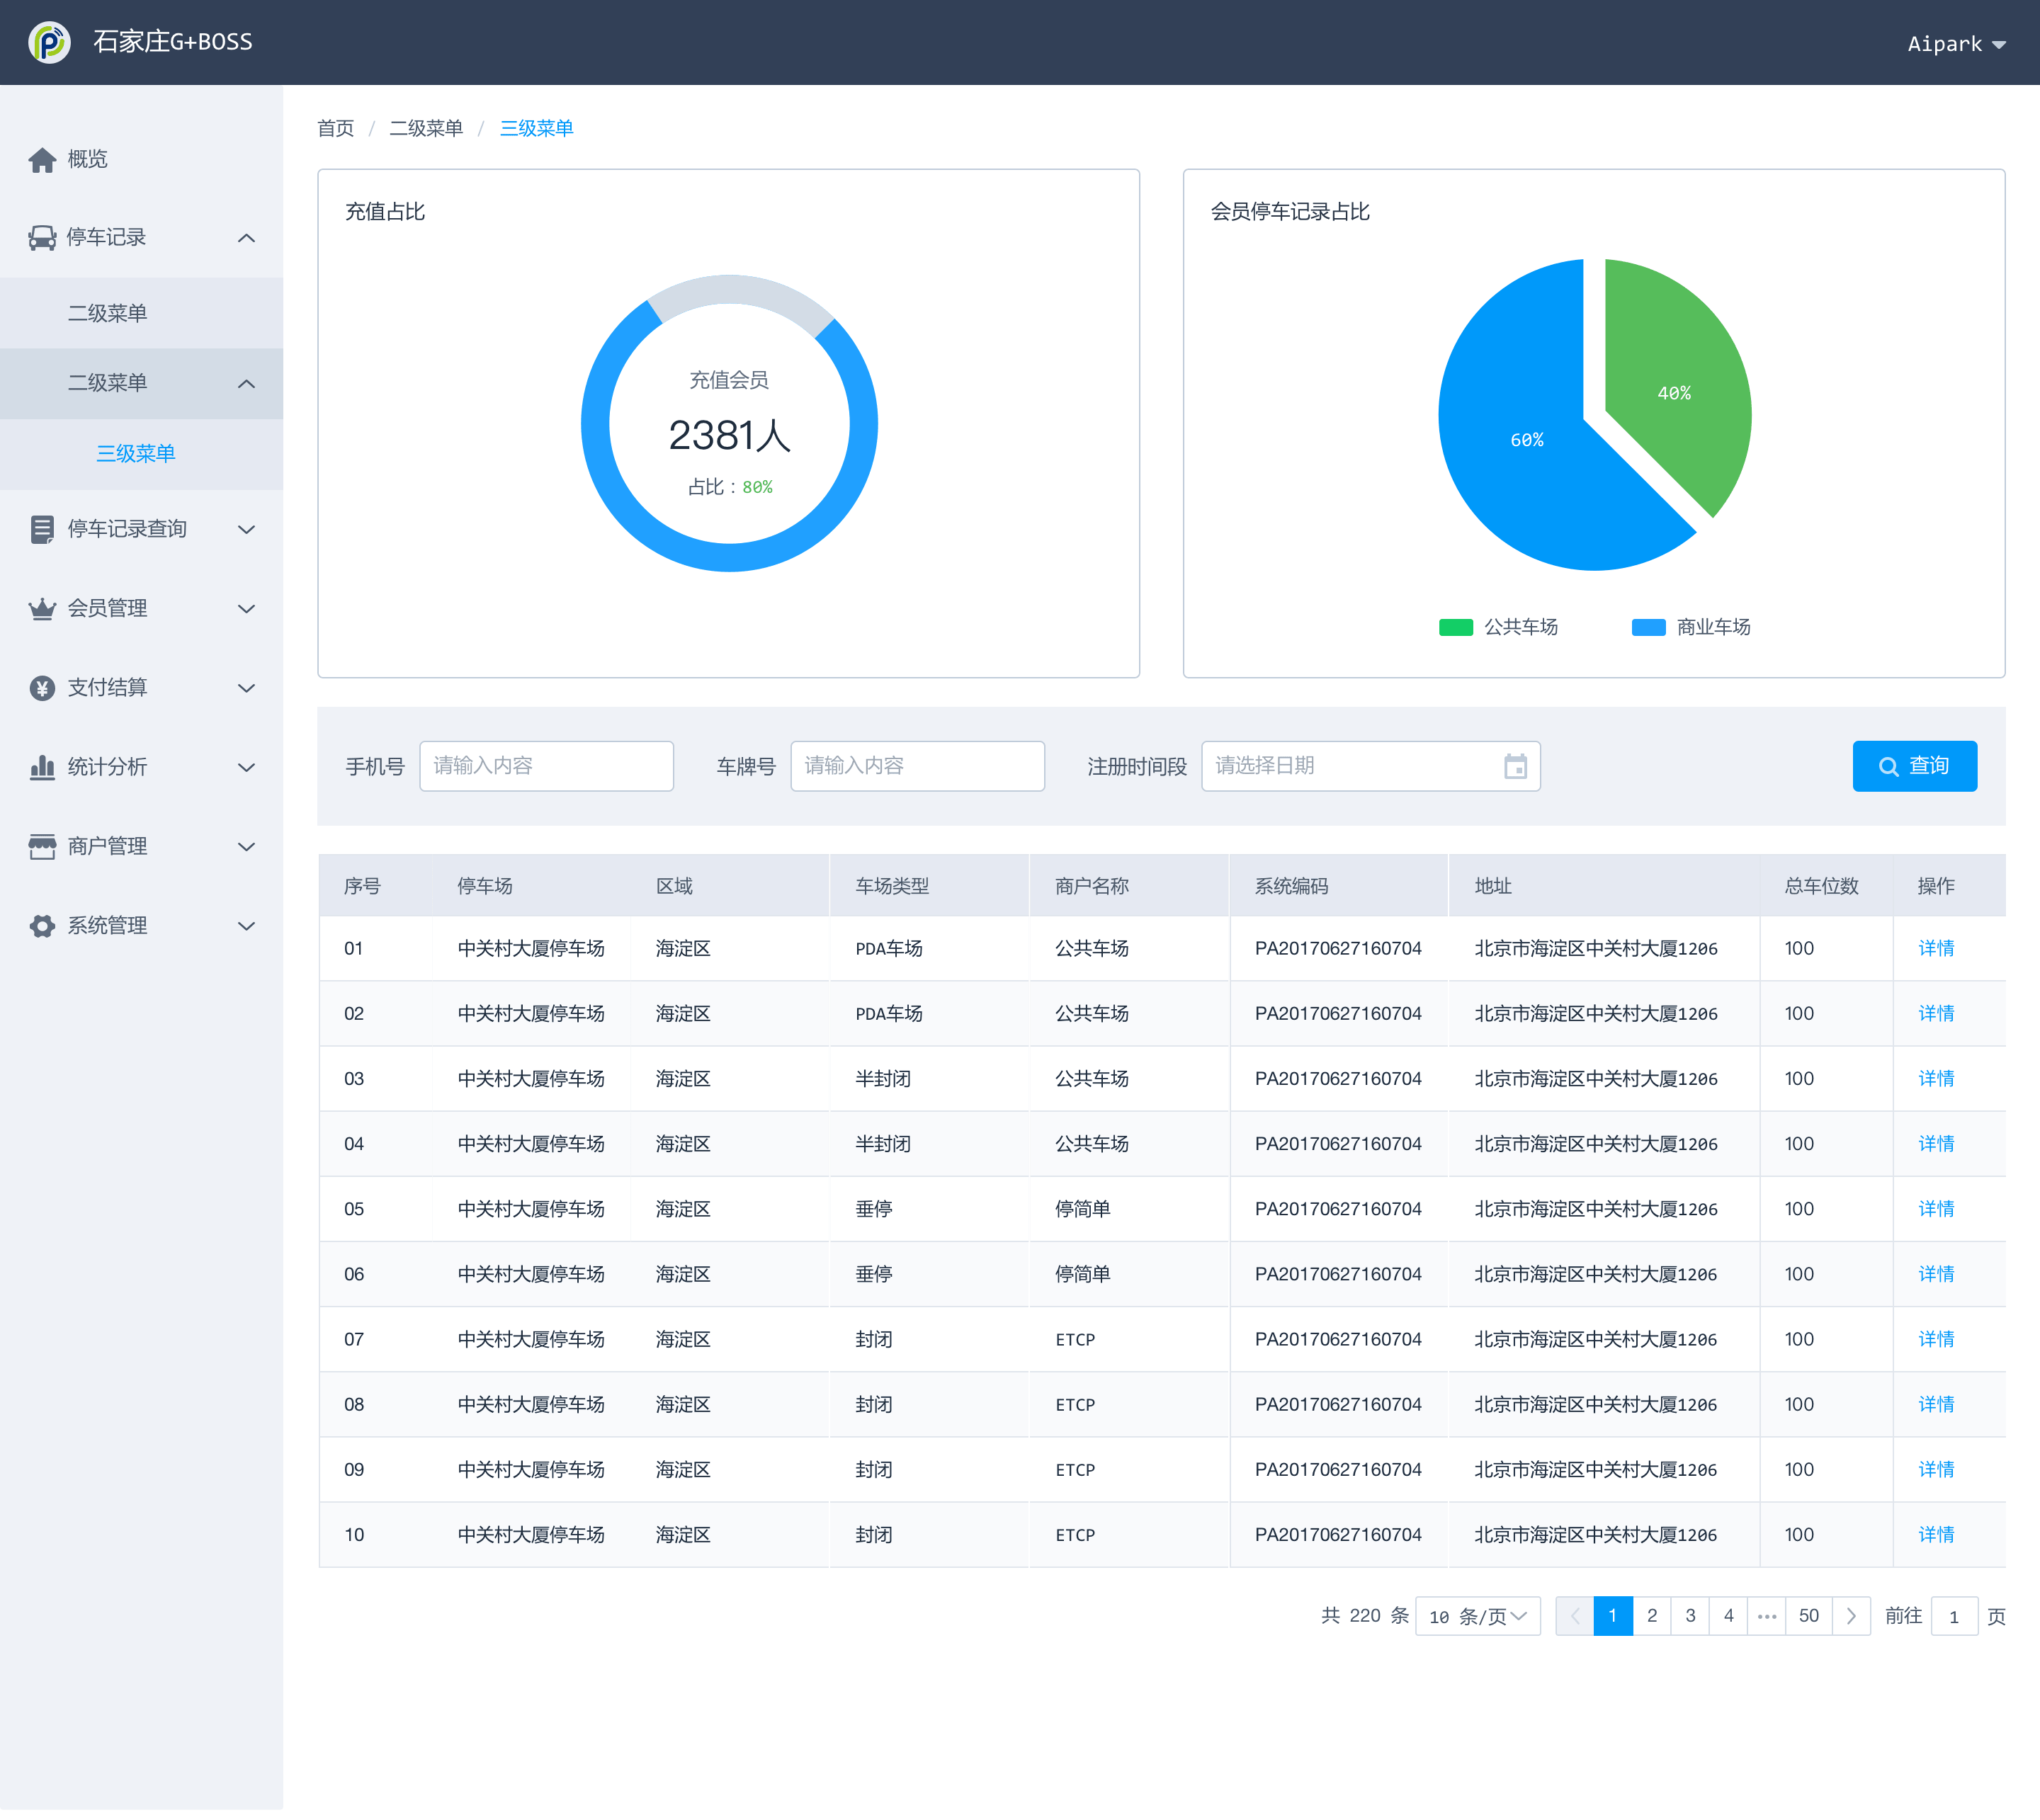 石家庄G+BOSS
Aipark
概览
停车记录
二级菜单
二级菜单
三级菜单
停车记录查询
会员管理
支付结算
统计分析
商户管理
系统管理
首页 / 二级菜单 / 三级菜单
充值占比
充值会员
2381人
占比：80%
会员停车记录占比
40%
60%
公共车场 商业车场
手机号 请输入内容 车牌号 请输入内容 注册时间段 请选择日期 查询
序号 停车场 区域 车场类型 商户名称 系统编码 地址 总车位数 操作
01 中关村大厦停车场 海淀区 PDA车场 公共车场 PA20170627160704 北京市海淀区中关村大厦1206 100 详情
02 中关村大厦停车场 海淀区 PDA车场 公共车场 PA20170627160704 北京市海淀区中关村大厦1206 100 详情
03 中关村大厦停车场 海淀区 半封闭 公共车场 PA20170627160704 北京市海淀区中关村大厦1206 100 详情
04 中关村大厦停车场 海淀区 半封闭 公共车场 PA20170627160704 北京市海淀区中关村大厦1206 100 详情
05 中关村大厦停车场 海淀区 垂停 停简单 PA20170627160704 北京市海淀区中关村大厦1206 100 详情
06 中关村大厦停车场 海淀区 垂停 停简单 PA20170627160704 北京市海淀区中关村大厦1206 100 详情
07 中关村大厦停车场 海淀区 封闭 ETCP PA20170627160704 北京市海淀区中关村大厦1206 100 详情
08 中关村大厦停车场 海淀区 封闭 ETCP PA20170627160704 北京市海淀区中关村大厦1206 100 详情
09 中关村大厦停车场 海淀区 封闭 ETCP PA20170627160704 北京市海淀区中关村大厦1206 100 详情
10 中关村大厦停车场 海淀区 封闭 ETCP PA20170627160704 北京市海淀区中关村大厦1206 100 详情
共 220 条 10 条/页 1 2 3 4 ••• 50 前往 1 页